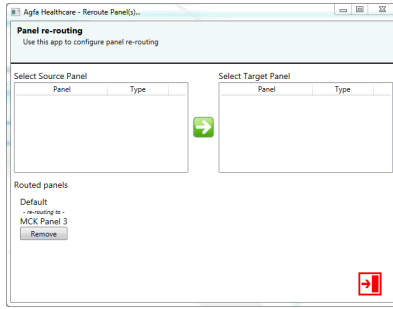 Agfa Healthcare - Reroute Panel(s)...
Panel re-routing
Use this app to configure panel re-routing
Select Source Panel
Select Target Panel
Panel Type
Panel Type
Routed panels
Default
- re-routing to -
MCK Panel 3
Remove